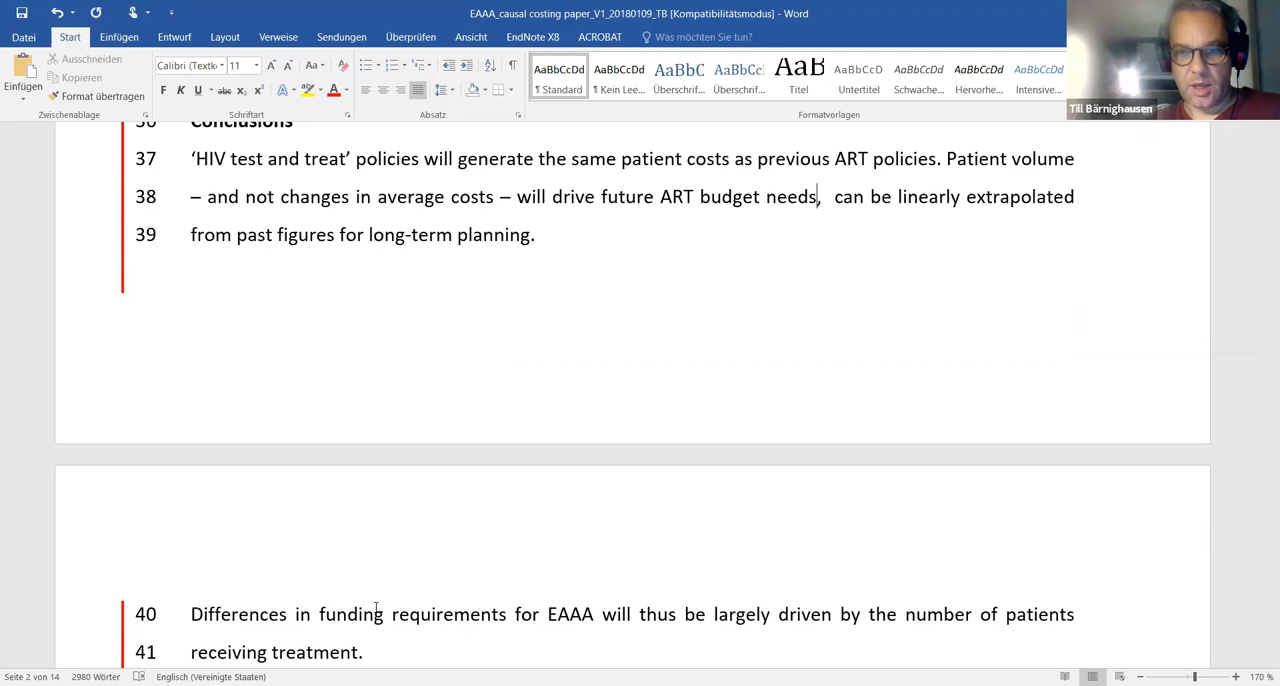 EAAA_causal costing paper_V1_20180109_TB [Kompatibilitätsmodus] - Word
Datei Start Einfügen Entwurf Layout Verweise Sendungen Überprüfen Ansicht EndNote X8 ACROBAT Was möchten Sie tun?
Einfügen
Ausschneiden
Kopieren
Format übertragen
Zwischenablage
Calibri (Textk 11
Schriftart
Absatz
AaBbCcDd AaBbCcDd AaBbC AaBbCc AaB AaBbCcD AaBbCcDd AaBbCcDd AaBbCcDd
¶ Standard ¶ Kein Lee... Überschrif... Überschrif... Titel Untertitel Schwache... Hervorhe... Intensive...
Formatvorlagen
Till Bärnighausen
36 Conclusions
37 ‘HIV test and treat’ policies will generate the same patient costs as previous ART policies. Patient volume
38 – and not changes in average costs – will drive future ART budget needs, can be linearly extrapolated
39 from past figures for long-term planning.
40 Differences in funding requirements for EAAA will thus be largely driven by the number of patients
41 receiving treatment.
Seite 2 von 14 2980 Wörter Englisch (Vereinigte Staaten) 170 %